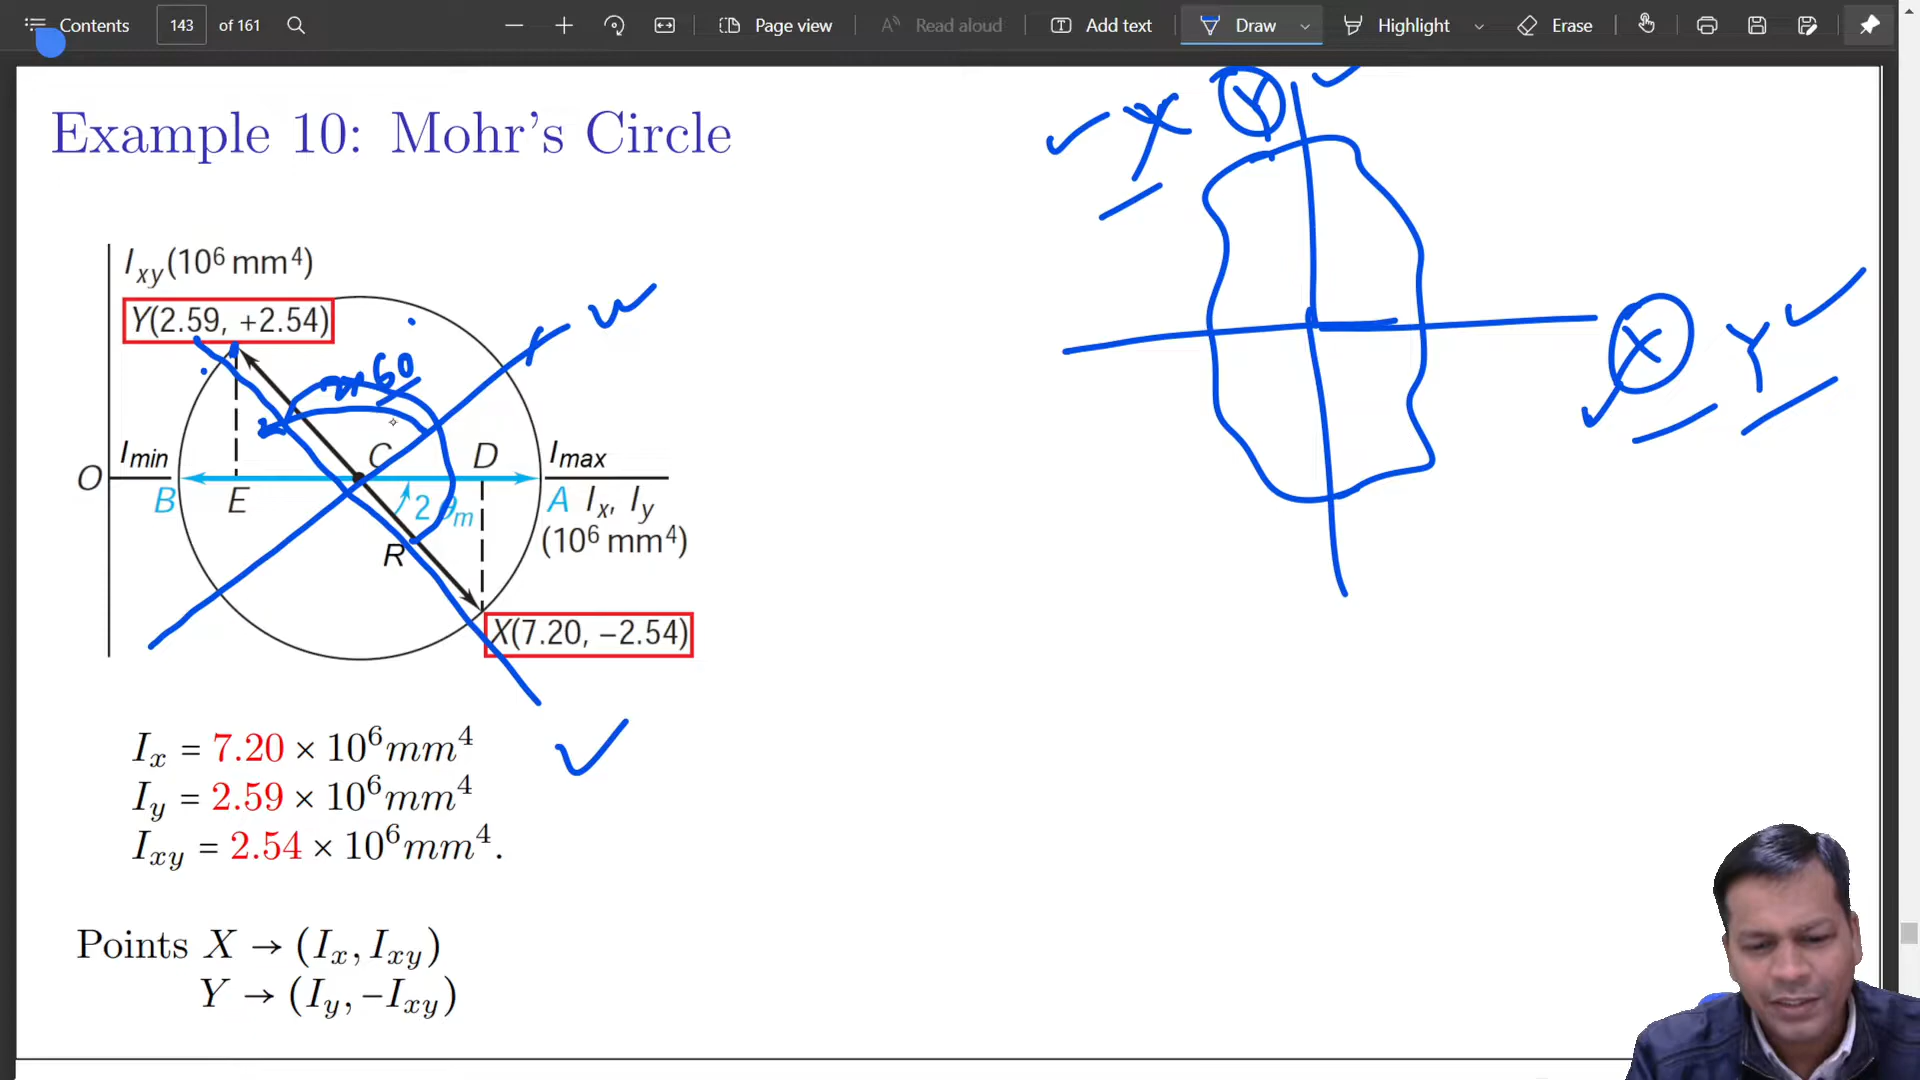 Contents 143 of 161 Page view Read aloud Add text Draw Highlight Erase
Example 10: Mohr's Circle
-X Y
X Y
I_xy (10^6 mm^4)
Y(2.59, +2.54)
60
I_min C D I_max
O B E 2 θ_m A I_x, I_y
R (10^6 mm^4)
X(7.20, −2.54)
I_x = 7.20 × 10^6 mm^4
I_y = 2.59 × 10^6 mm^4
I_xy = 2.54 × 10^6 mm^4.
Points X → (I_x, I_xy)
Y → (I_y, −I_xy)